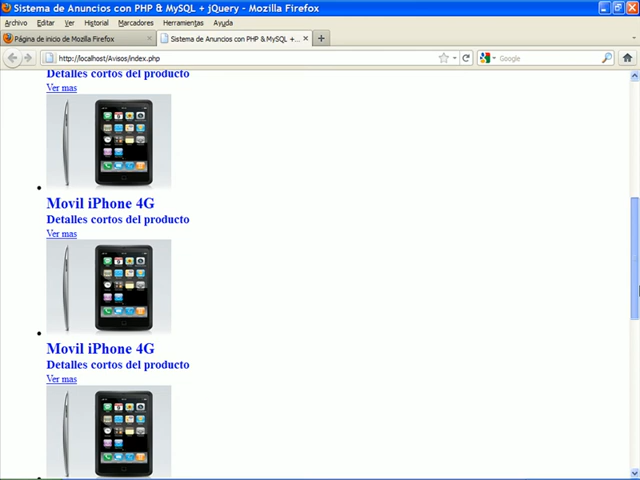 Sistema de Anuncios con PHP & MySQL + jQuery - Mozilla Firefox
Archivo Editar Ver Historial Marcadores Herramientas Ayuda
Página de inicio de Mozilla Firefox
Sistema de Anuncios con PHP & MySQL +...
http://localhost/Avisos/index.php
Google
Detalles cortos del producto
Ver mas
Movil iPhone 4G
Detalles cortos del producto
Ver mas
Movil iPhone 4G
Detalles cortos del producto
Ver mas